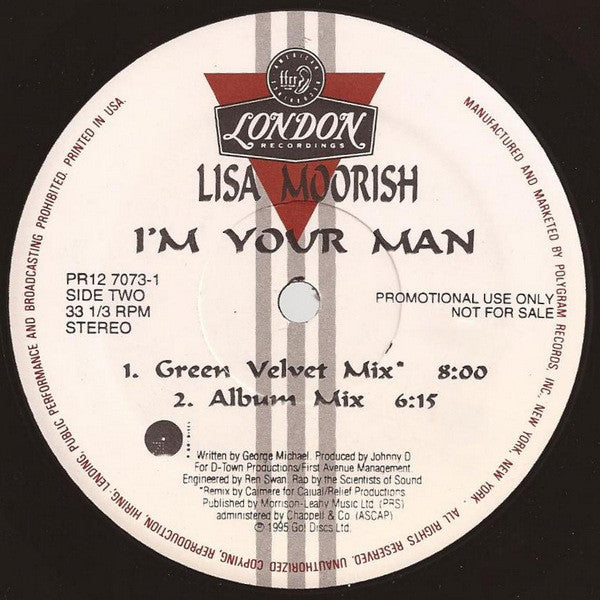 AMERICAN
ffrr
RECORDINGS
LONDON
RECORDINGS
LISA MOORISH
I'M YOUR MAN
PR12 7073-1
SIDE TWO
33 1/3 RPM
STEREO
PROMOTIONAL USE ONLY
NOT FOR SALE
1. Green Velvet Mix* 8:00
2. Album Mix 6:15
Written by George Michael. Produced by Johnny D
For D-Town Productions/First Avenue Management
Engineered by Ren Swan. Rap by the Scientists of Sound
*Remix by Cajmere for Cajual/Relief Productions
Published by Morrison-Leahy Music Ltd (PRS)
administered by Chappell & Co (ASCAP)
℗ 1995 Go! Discs Ltd.
MANUFACTURED AND MARKETED BY POLYGRAM RECORDS, INC. NEW YORK, NEW YORK. ALL RIGHTS RESERVED. UNAUTHORIZED COPYING, REPRODUCTION, HIRING, LENDING, PUBLIC PERFORMANCE AND BROADCASTING PROHIBITED. PRINTED IN USA.